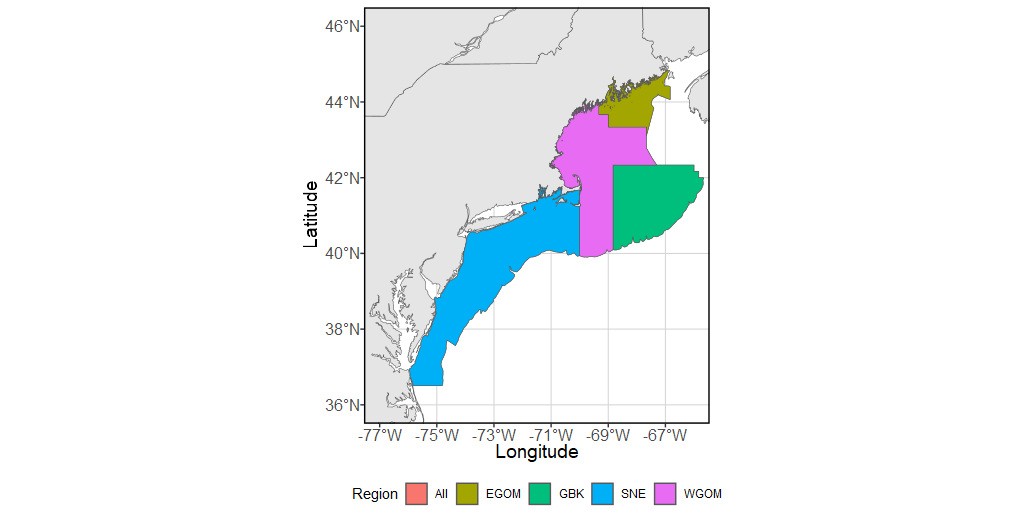 46°N
44°N
42°N
40°N
38°N
36°N
Latitude
-77°W -75°W -73°W -71°W -69°W -67°W
Longitude
Region All EGOM GBK SNE WGOM